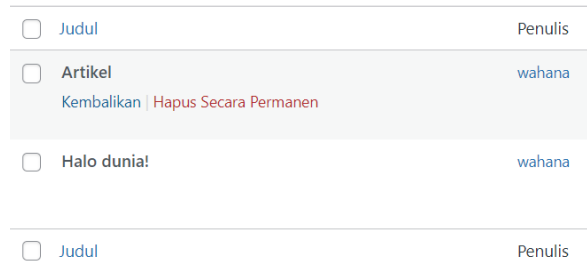 Judul Penulis
Artikel wahana
Kembalikan | Hapus Secara Permanen
Halo dunia! wahana
Judul Penulis